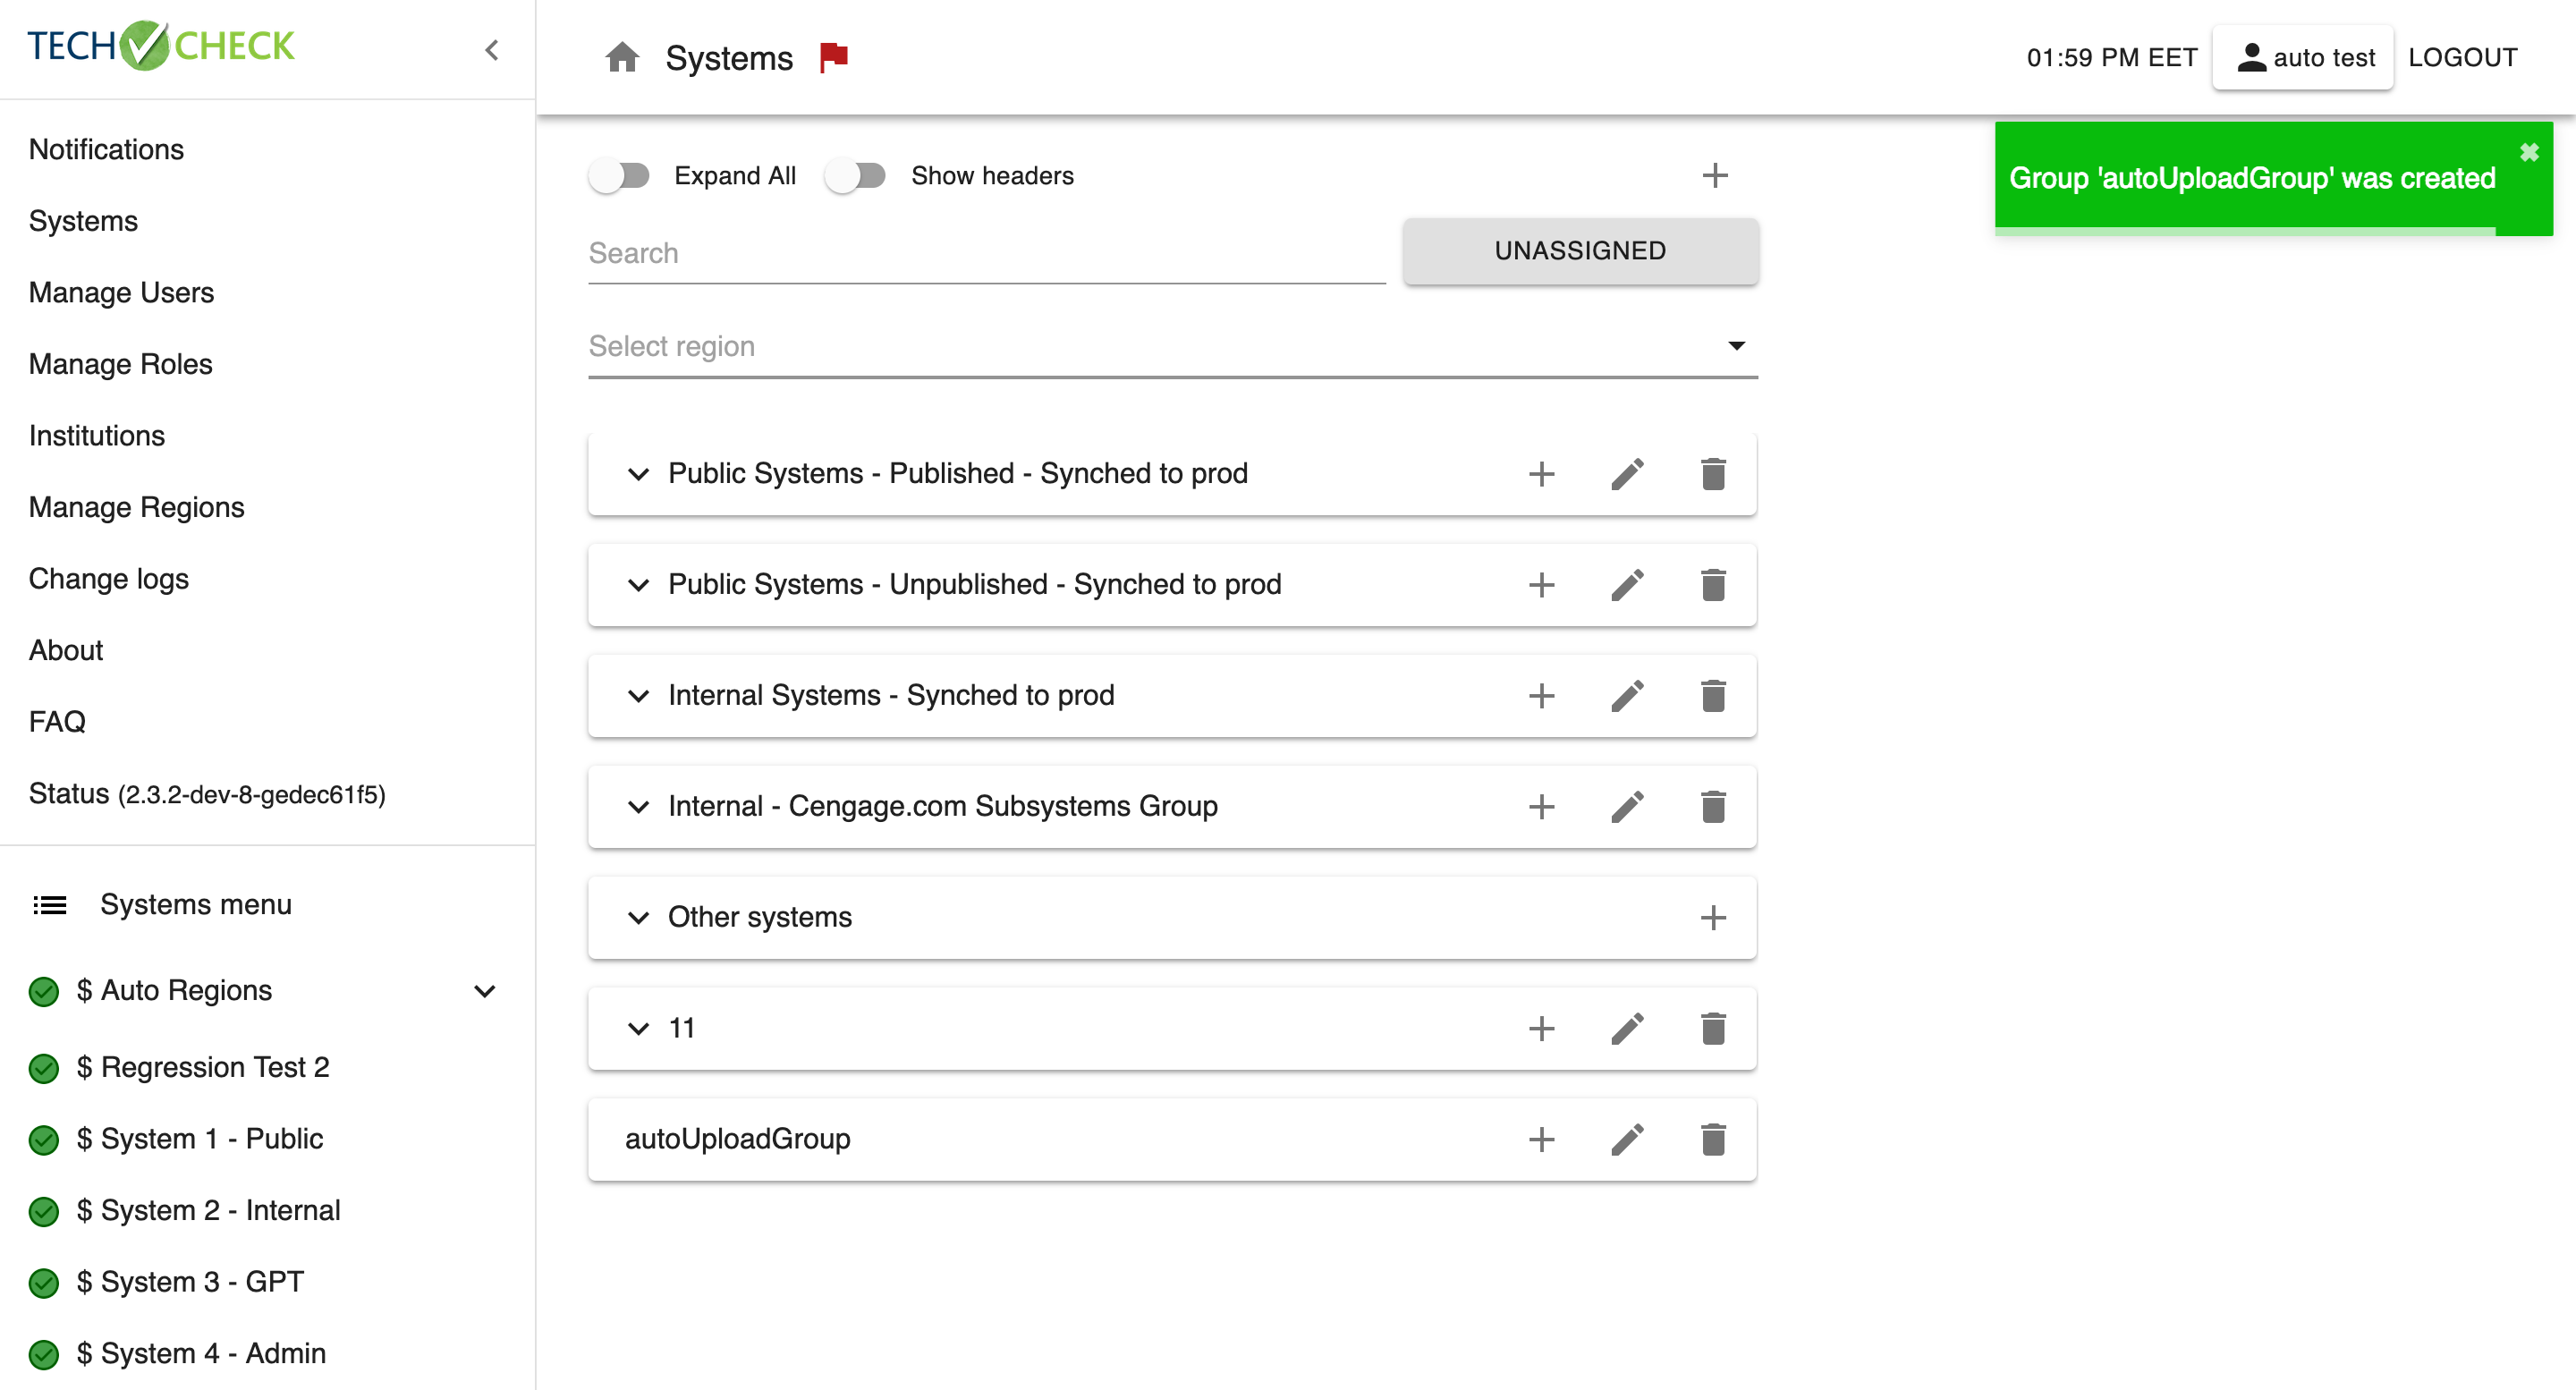 TECH CHECK
Notifications
Systems
Manage Users
Manage Roles
Institutions
Manage Regions
Change logs
About
FAQ
Status (2.3.2-dev-8-gedec61f5)
Systems menu
$ Auto Regions
$ Regression Test 2
$ System 1 - Public
$ System 2 - Internal
$ System 3 - GPT
$ System 4 - Admin
Systems
01:59 PM EET
auto test
LOGOUT
Group 'autoUploadGroup' was created
Expand All
Show headers
Search
UNASSIGNED
Select region
Public Systems - Published - Synched to prod
Public Systems - Unpublished - Synched to prod
Internal Systems - Synched to prod
Internal - Cengage.com Subsystems Group
Other systems
11
autoUploadGroup